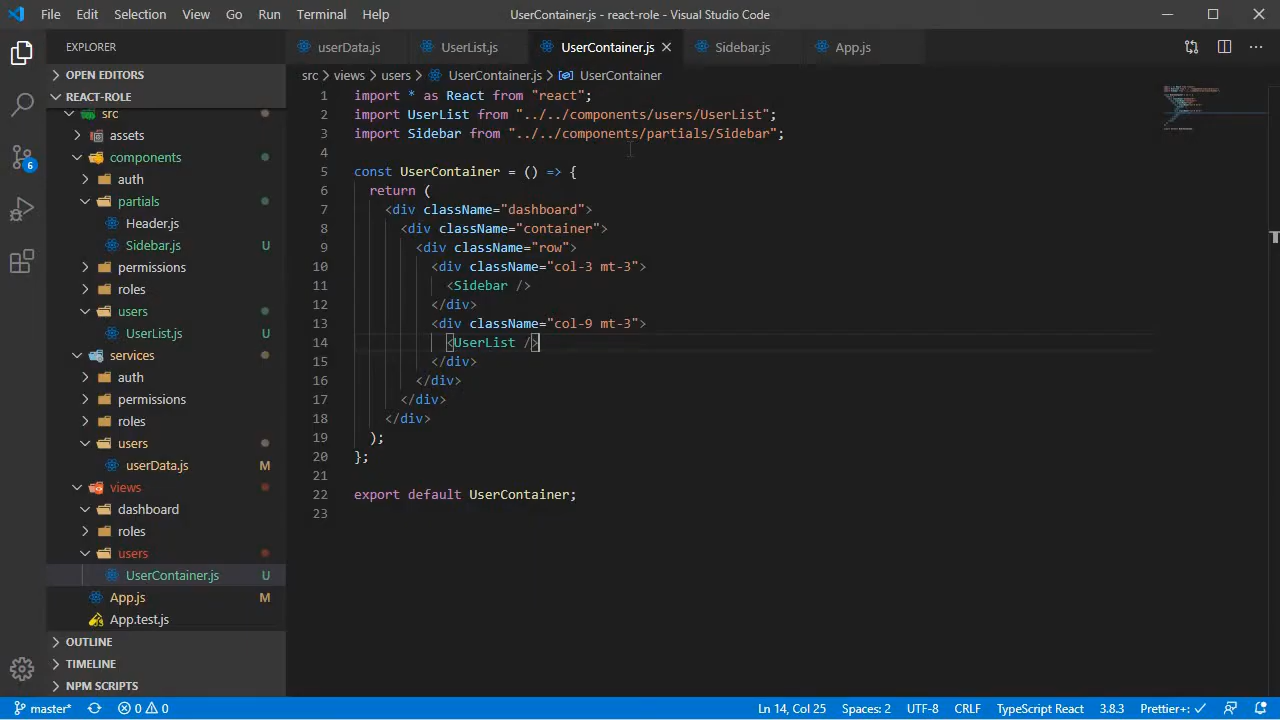 File Edit Selection View Go Run Terminal Help UserContainer.js - react-role - Visual Studio Code
EXPLORER
OPEN EDITORS
REACT-ROLE
src
assets
components
auth
partials
Header.js
Sidebar.js U
permissions
roles
users
UserList.js U
services
auth
permissions
roles
users
userData.js M
views
dashboard
roles
users
UserContainer.js U
App.js M
App.test.js
OUTLINE
TIMELINE
NPM SCRIPTS
6
userData.js UserList.js UserContainer.js Sidebar.js App.js
src > views > users > UserContainer.js > UserContainer
1 import * as React from "react";
2 import UserList from "../../components/users/UserList";
3 import Sidebar from "../../components/partials/Sidebar";
4
5 const UserContainer = () => {
6 return (
7 <div className="dashboard">
8 <div className="container">
9 <div className="row">
10 <div className="col-3 mt-3">
11 <Sidebar />
12 </div>
13 <div className="col-9 mt-3">
14 <UserList />
15 </div>
16 </div>
17 </div>
18 </div>
19 );
20 };
21
22 export default UserContainer;
23
master* 0 0 Ln 14, Col 25 Spaces: 2 UTF-8 CRLF TypeScript React 3.8.3 Prettier+: ✓